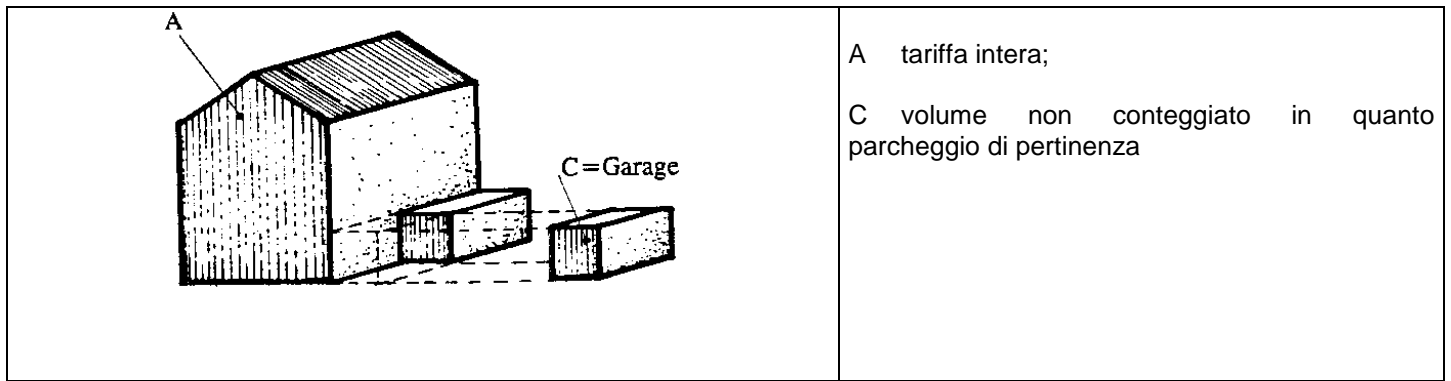 A
C=Garage
A tariffa intera;
C volume non conteggiato in quanto
parcheggio di pertinenza